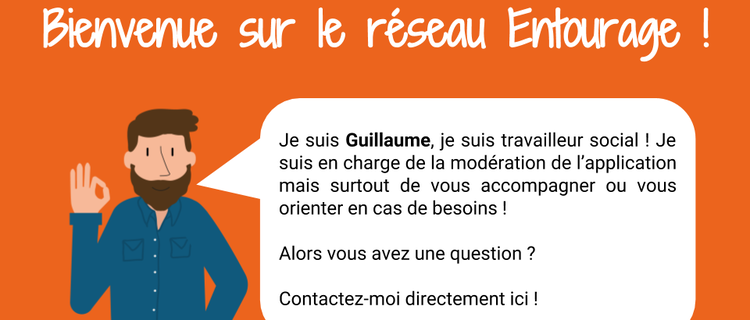 Bienvenue sur le réseau Entourage !
Je suis Guillaume, je suis travailleur social ! Je
suis en charge de la modération de l'application
mais surtout de vous accompagner ou vous
orienter en cas de besoins !
Alors vous avez une question ?
Contactez-moi directement ici !